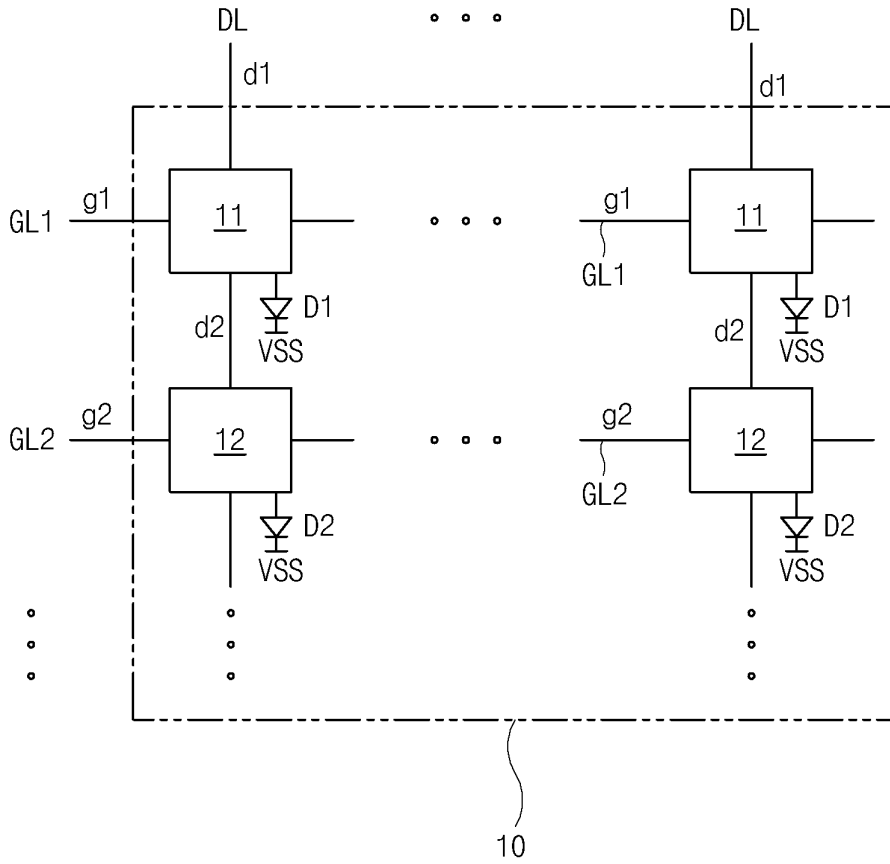 DL DL
d1 d1
g1 g1
GL1 11 11
GL1
D1 D1
d2 d2
VSS VSS
g2 g2
GL2 12 12
GL2
D2 D2
VSS VSS
10